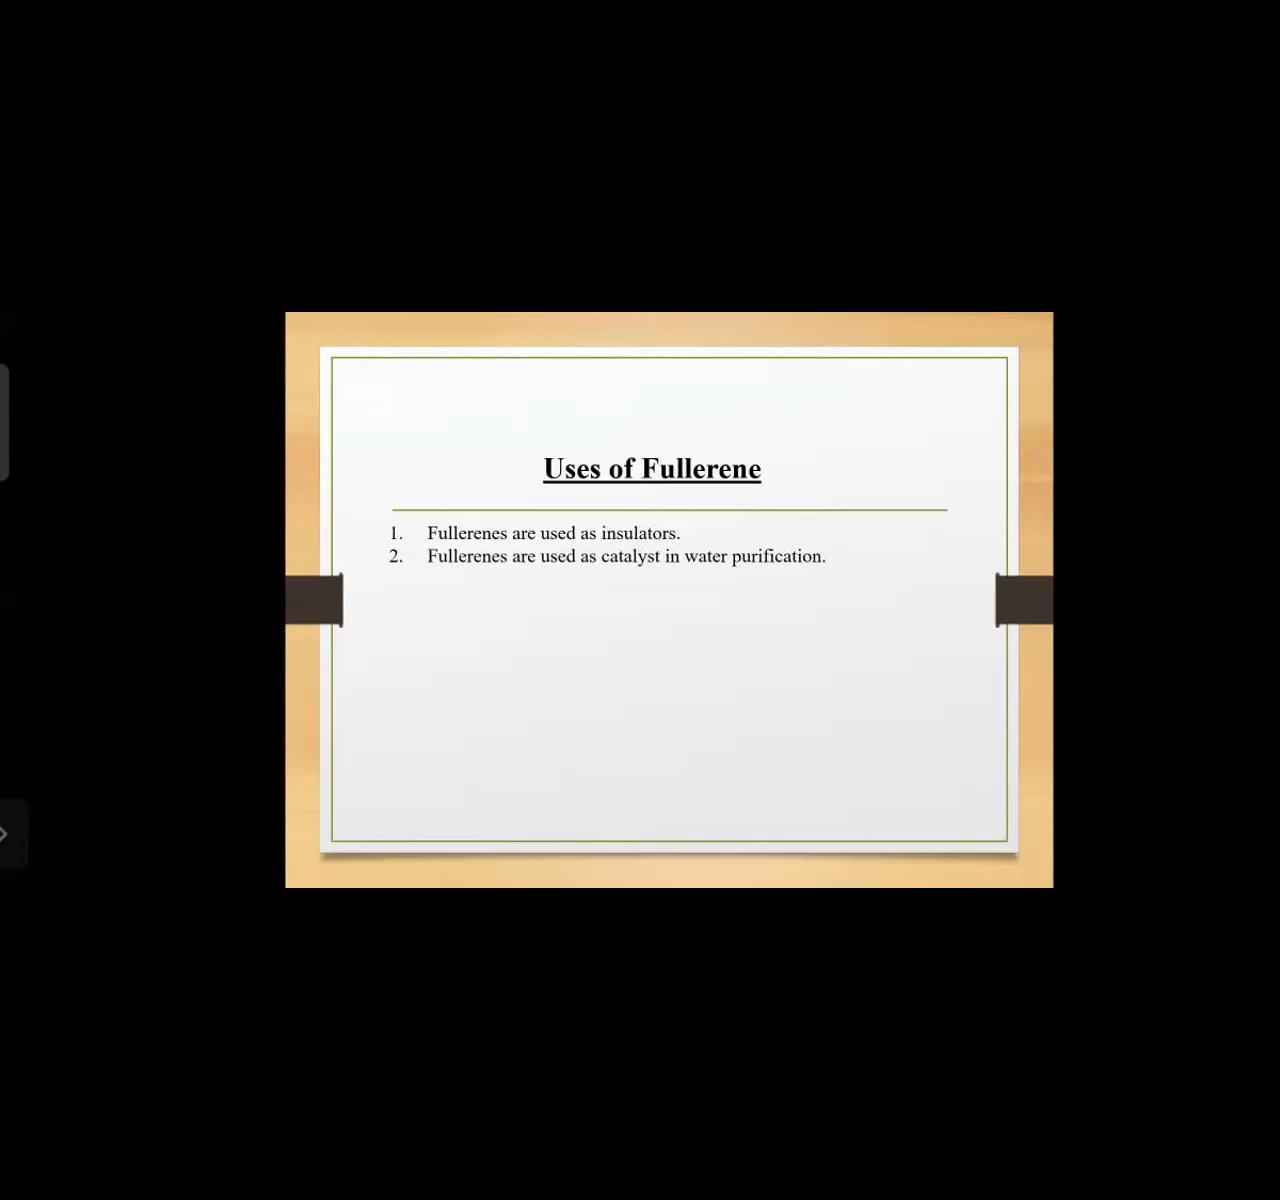 Uses of Fullerene
1. Fullerenes are used as insulators.
2. Fullerenes are used as catalyst in water purification.